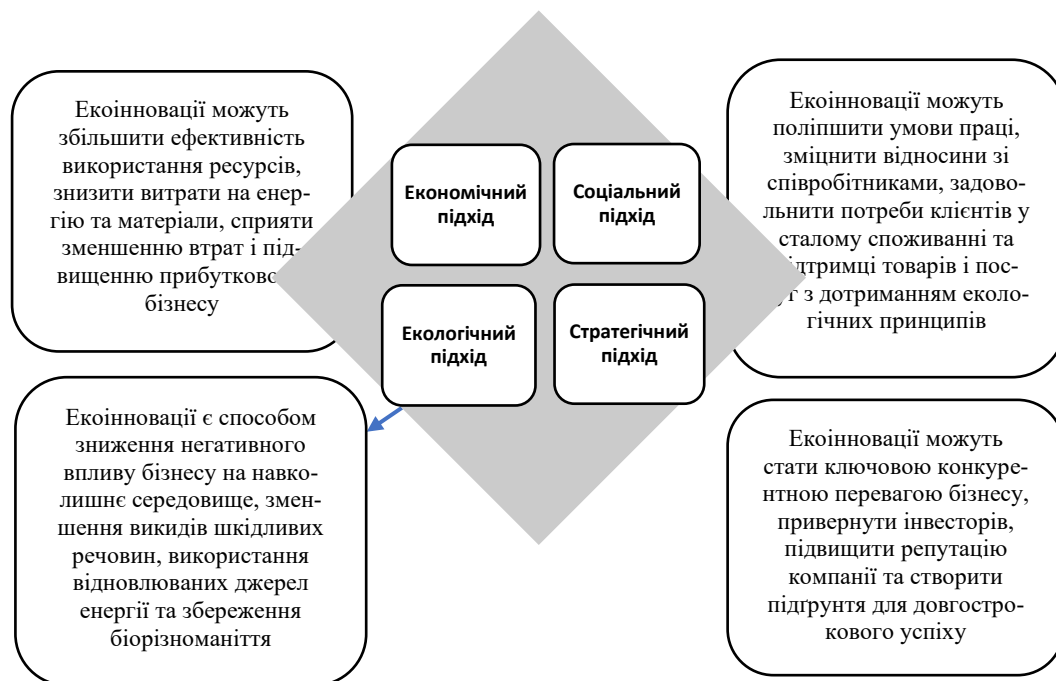 Екоінновації можуть
збільшити ефективність
використання ресурсів,
знизити витрати на енер-
гію та матеріали, сприяти
зменшенню втрат і під-
вищенню прибутково
бізнесу
Економічний
підхід
Соціальний
підхід
Екоінновації можуть
поліпшити умови праці,
зміцнити відносини зі
співробітниками, задово-
льнити потреби клієнтів у
сталому споживанні та
ідтримці товарів і пос-
уг з дотриманням еколо-
гічних принципів
Екологічний
підхід
Стратегічний
підхід
Екоінновації є способом
зниження негативного
впливу бізнесу на навко-
лишнє середовище, змен-
шення викидів шкідливих
речовин, використання
відновлюваних джерел
енергії та збереження
біорізноманіття
Екоінновації можуть
стати ключовою конкуре-
нтною перевагою бізнесу,
привернути інвесторів,
підвищити репутацію
компанії та створити
підґрунтя для довгостро-
кового успіху